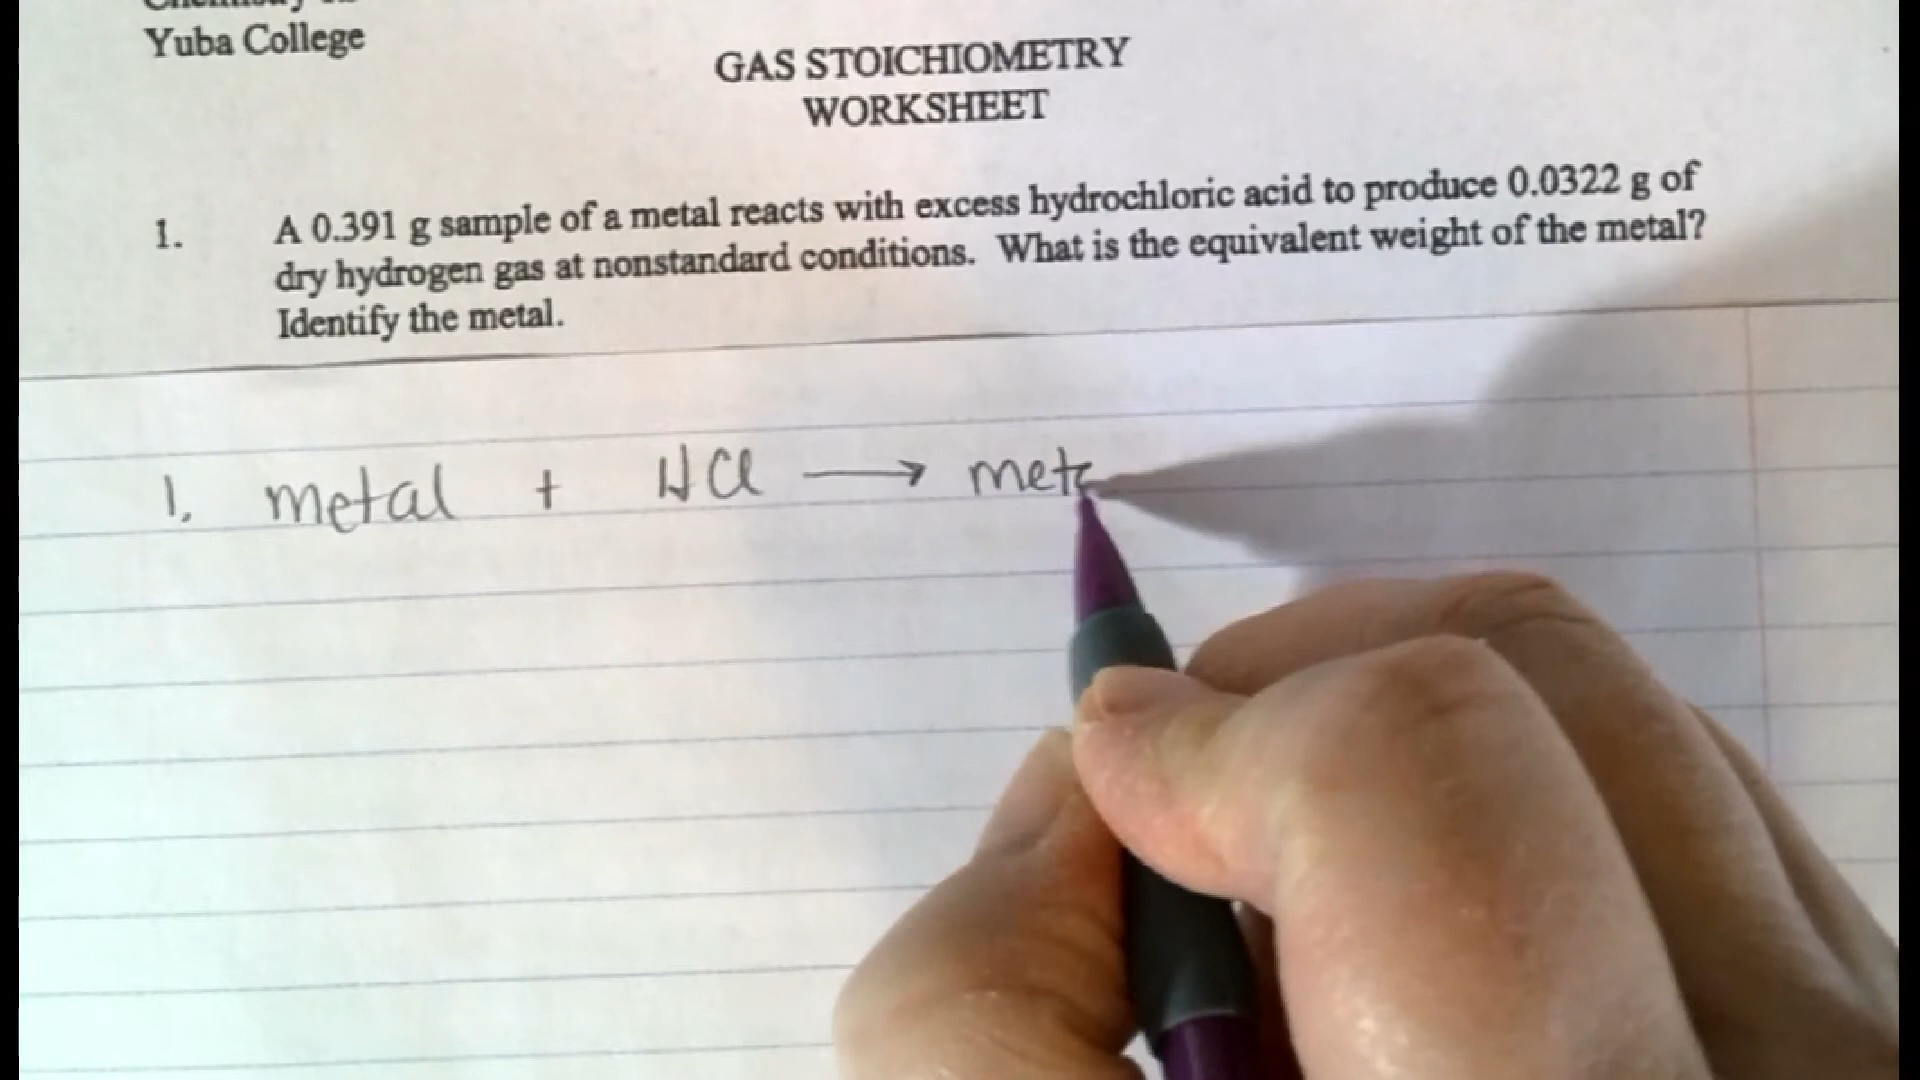 Yuba College
GAS STOICHIOMETRY
WORKSHEET
1. A 0.391 g sample of a metal reacts with excess hydrochloric acid to produce 0.0322 g of
dry hydrogen gas at nonstandard conditions. What is the equivalent weight of the metal?
Identify the metal.
1. metal + HCl → meta